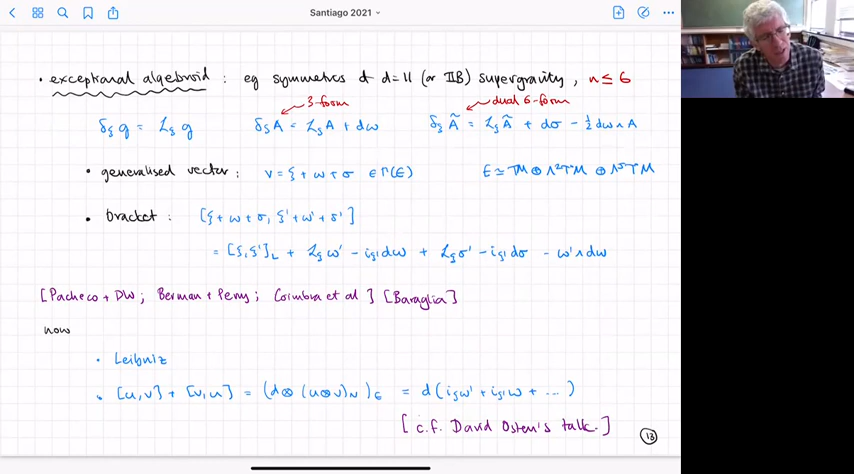 Santiago 2021
• exceptional algebroid : eg symmetries of d=11 (or IIB) supergravity, n ≤ 6
3-form
dual 6-form
δ_ξ g = L_ξ g   δ_ξ A = L_ξ A + dω   δ_ξ Ã = L_ξ Ã + dσ - ½ dω∧A
• generalised vector : v = ξ + ω + σ ∈ Γ(E)   E ≃ TM ⊕ Λ²T*M ⊕ Λ⁵T*M
• bracket : [ξ + ω + σ, ξ' + ω' + σ']
= [ξ, ξ']_L + L_ξ ω' - i_ξ' dω + L_ξ σ' - i_ξ' dσ - ω'∧dω
[Pacheco + DW ; Berman + Perry ; Coimbra et al ] [Baraglia]
now
• Leibniz
• [u,v] + [v,u] = (d⊗(u⊗v)_N)_E = d(i_ξ ω' + i_ξ' ω + ...)
[c.f. David Osten's talk.]
13